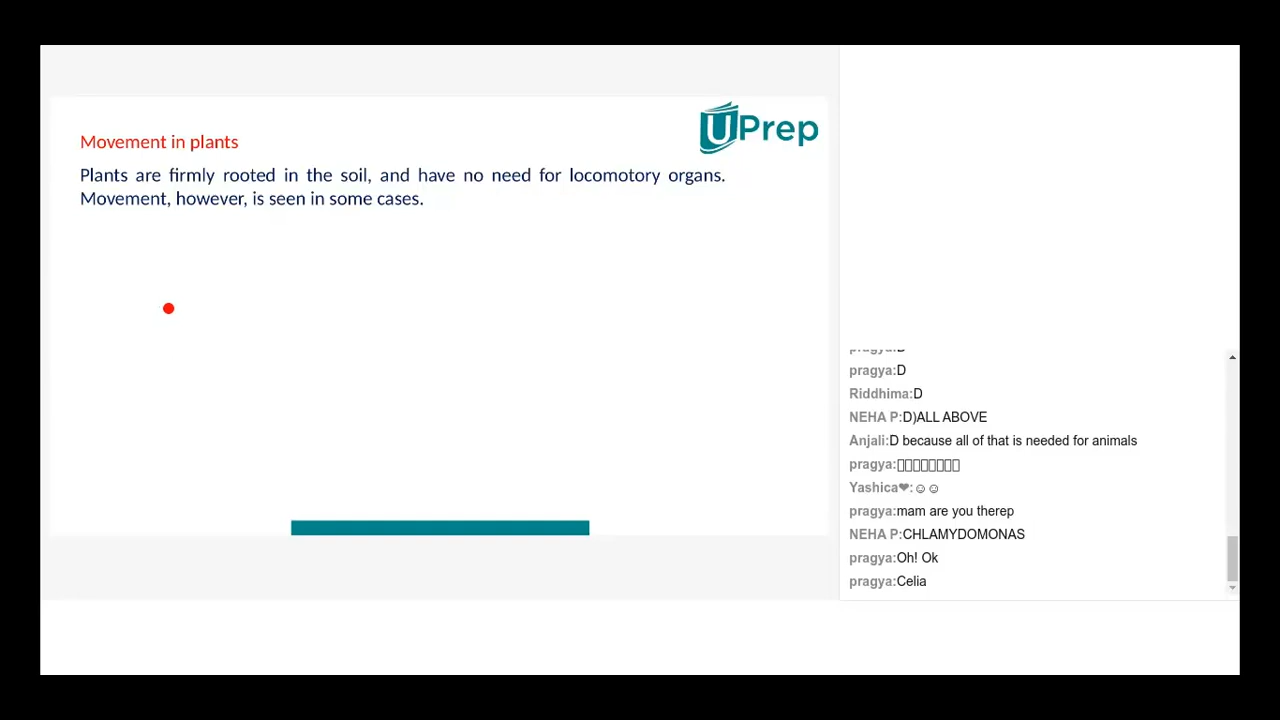 UPrep
Movement in plants
Plants are firmly rooted in the soil, and have no need for locomotory organs.
Movement, however, is seen in some cases.
pragya:D
pragya:D
Riddhima:D
NEHA P:D)ALL ABOVE
Anjali:D because all of that is needed for animals
pragya:▯▯▯▯▯▯▯▯
Yashica❤:☺☺
pragya:mam are you therep
NEHA P:CHLAMYDOMONAS
pragya:Oh! Ok
pragya:Celia